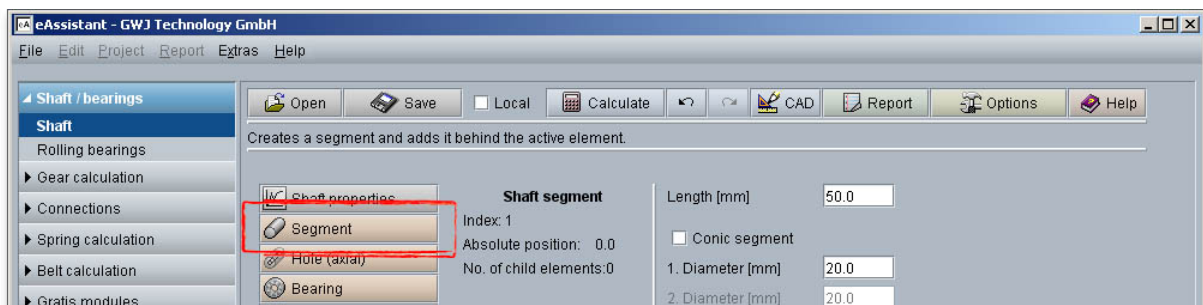 eAssistant - GWJ Technology GmbH
File Edit Project Report Extras Help
Shaft / bearings
Shaft
Rolling bearings
Gear calculation
Connections
Spring calculation
Belt calculation
Gratis modules
Open Save Local Calculate CAD Report Options Help
Creates a segment and adds it behind the active element.
Shaft properties
Segment
Hole (axial)
Bearing
Shaft segment
Index: 1
Absolute position: 0.0
No. of child elements:0
Length [mm] 50.0
Conic segment
1. Diameter [mm] 20.0
2. Diameter [mm] 20.0